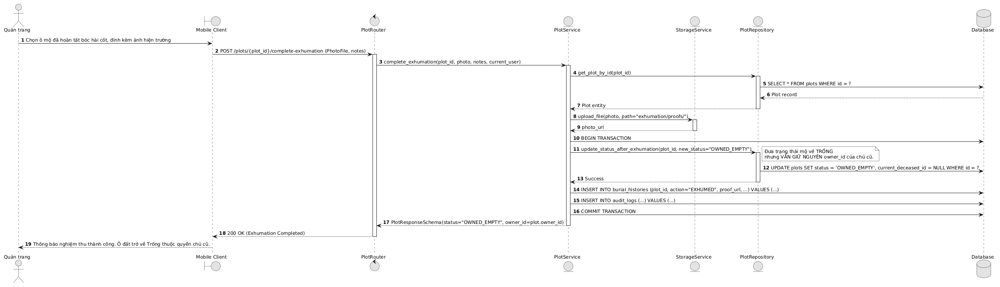 Quản trang
Mobile Client
PlotRouter
PlotService
StorageService
PlotRepository
Database
1 Chọn ô mộ đã hoàn tất bóc hài cốt, đính kèm ảnh hiện trường
2 POST /plots/{plot_id}/complete-exhumation (PhotoFile, notes)
3 complete_exhumation(plot_id, photo, notes, current_user)
4 get_plot_by_id(plot_id)
5 SELECT * FROM plots WHERE id = ?
6 Plot record
7 Plot entity
8 upload_file(photo, path="exhumation/proofs/")
9 photo_url
10 BEGIN TRANSACTION
11 update_status_after_exhumation(plot_id, new_status="OWNED_EMPTY")
Đưa trạng thái mộ về TRỐNG
nhưng VẪN GIỮ NGUYÊN owner_id của chủ cũ.
12 UPDATE plots SET status = 'OWNED_EMPTY', current_deceased_id = NULL WHERE id = ?
13 Success
14 INSERT INTO burial_histories (plot_id, action="EXHUMED", proof_url, ...) VALUES (...)
15 INSERT INTO audit_logs (...) VALUES (...)
16 COMMIT TRANSACTION
17 PlotResponseSchema(status="OWNED_EMPTY", owner_id=plot.owner_id)
18 200 OK (Exhumation Completed)
19 Thông báo nghiệm thu thành công. Ô đất trở về Trống thuộc quyền chủ cũ.
Quản trang
Mobile Client
PlotRouter
PlotService
StorageService
PlotRepository
Database